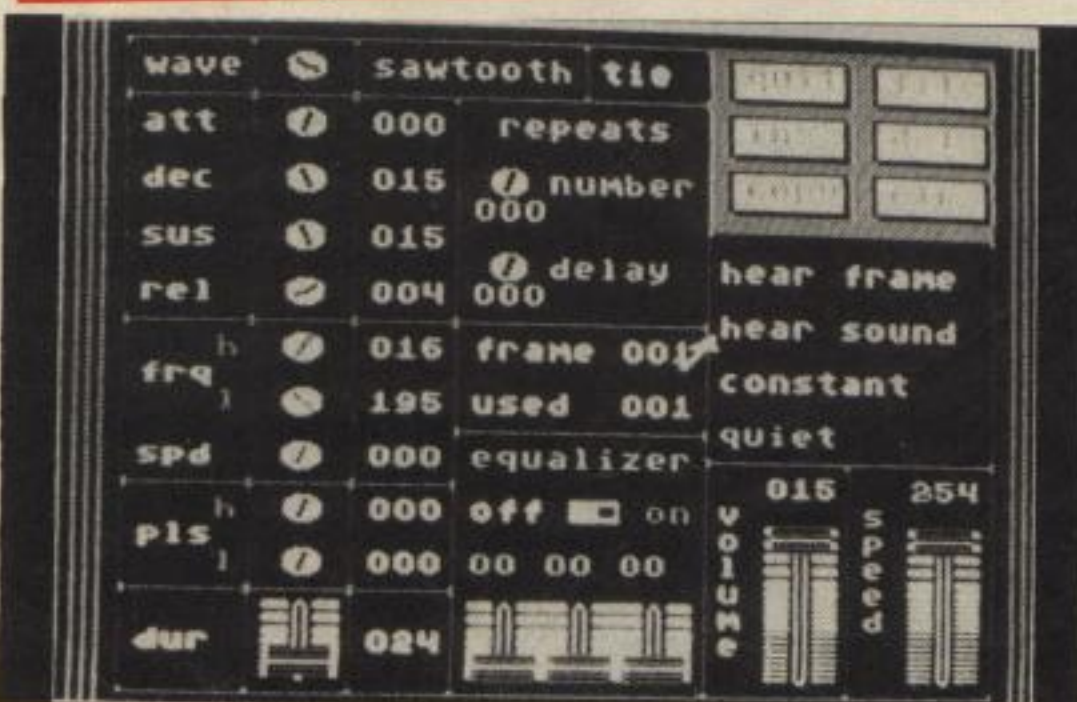 wave sawtooth tie
att 000 repeats
dec 015 number
000
sus 015
delay
rel 004 000
hear frame
h 016 frame 001
hear sound
frq
l 195 used 001
constant
quiet
spd 000 equalizer
015 254
h 000 off on
pls
l 000 00 00 00
volume
speed
dur 024